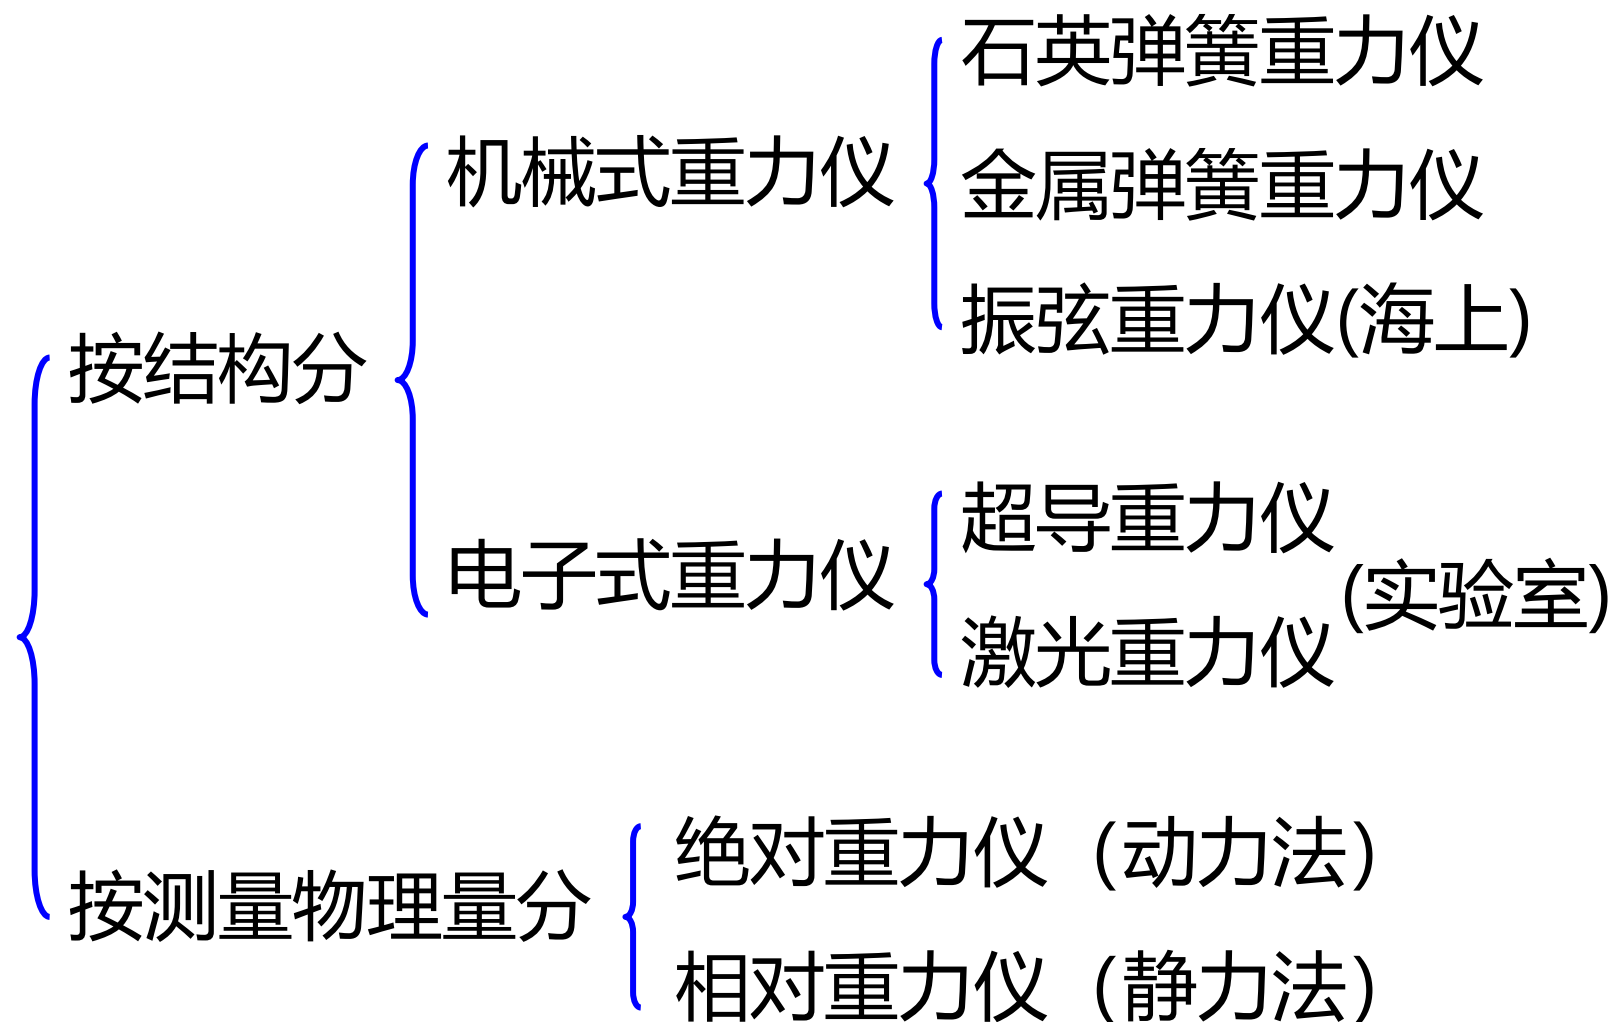 石英弹簧重力仪
机械式重力仪
金属弹簧重力仪
振弦重力仪(海上)
按结构分
超导重力仪
电子式重力仪
(实验室)
激光重力仪
绝对重力仪（动力法）
按测量物理量分
相对重力仪（静力法）